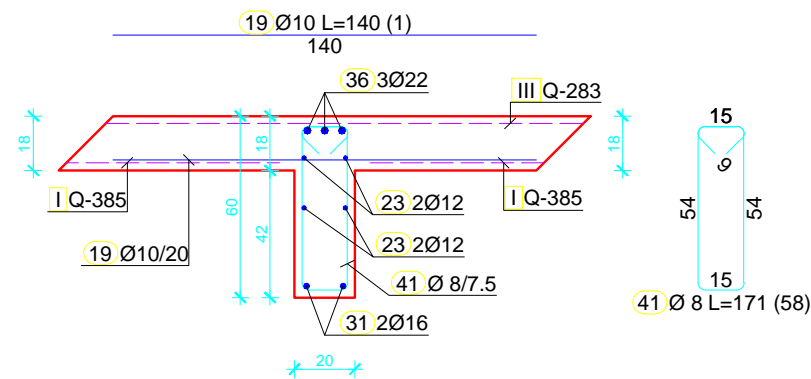 19 Ø10 L=140 (1)
140
36 3Ø22
III Q-283
18
18
18
I Q-385
I Q-385
23 2Ø12
60
42
19 Ø10/20
23 2Ø12
41 Ø 8/7.5
31 2Ø16
20
15
9
54
54
15
41 Ø 8 L=171 (58)